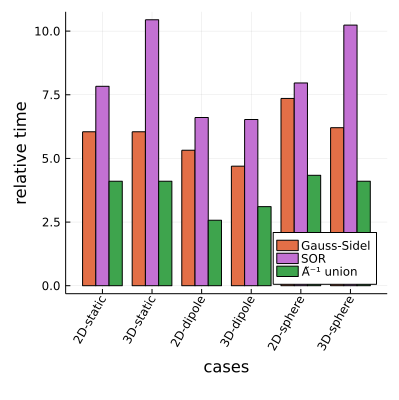 10.0
7.5
5.0
2.5
0.0
relative time
Gauss-Sidel
SOR
Ã⁻¹ union
2D-static
3D-static
2D-dipole
3D-dipole
2D-sphere
3D-sphere
cases